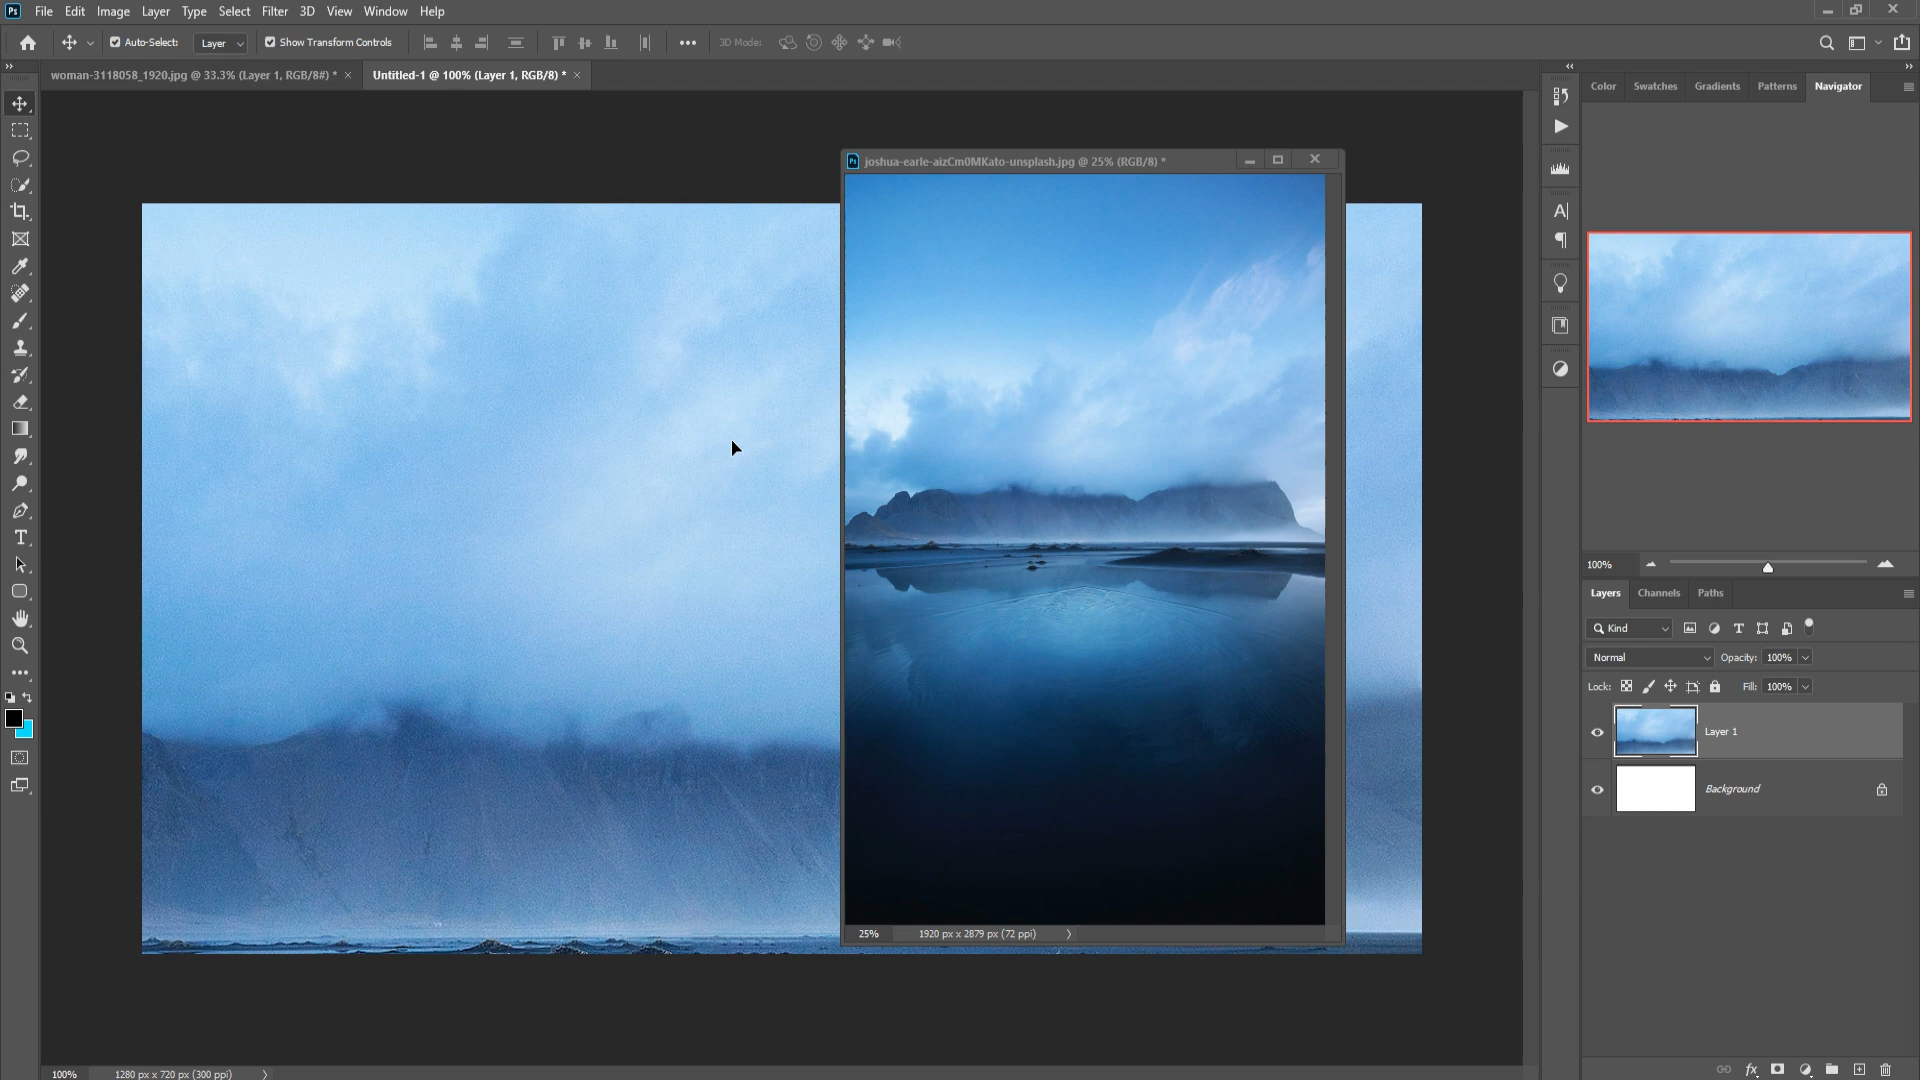 Ps File Edit Image Layer Type Select Filter 3D View Window Help
Auto-Select: Layer Show Transform Controls 3D Mode:
woman-3118058_1920.jpg @ 33.3% (Layer 1, RGB/8#) * Untitled-1 @ 100% (Layer 1, RGB/8) *
Color Swatches Gradients Patterns Navigator
Ps joshua-earle-aizCm0MKato-unsplash.jpg @ 25% (RGB/8) *
100%
Layers Channels Paths
Kind
Normal Opacity: 100%
Lock: Fill: 100%
Layer 1
Background
25% 1920 px x 2879 px (72 ppi)
100% 1280 px x 720 px (300 ppi)
fx